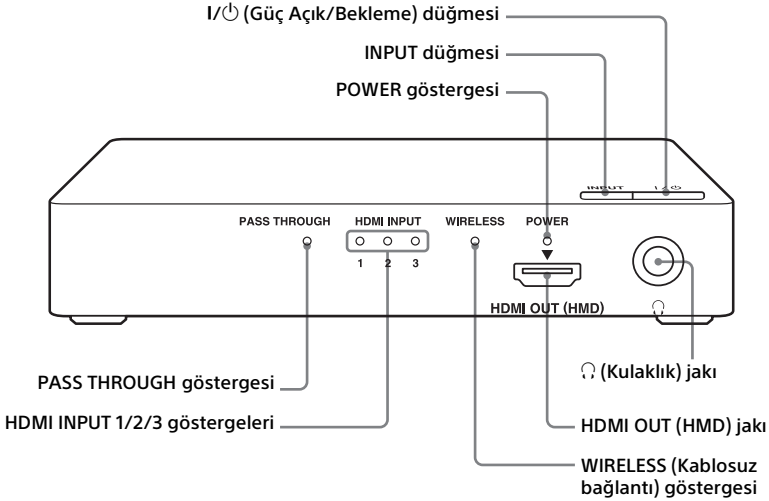 I/⏻ (Güç Açık/Bekleme) düğmesi
INPUT düğmesi
POWER göstergesi
INPUT I/⏻
PASS THROUGH HDMI INPUT WIRELESS POWER
1 2 3
HDMI OUT (HMD)
PASS THROUGH göstergesi
HDMI INPUT 1/2/3 göstergeleri
(Kulaklık) jakı
HDMI OUT (HMD) jakı
WIRELESS (Kablosuz
bağlantı) göstergesi